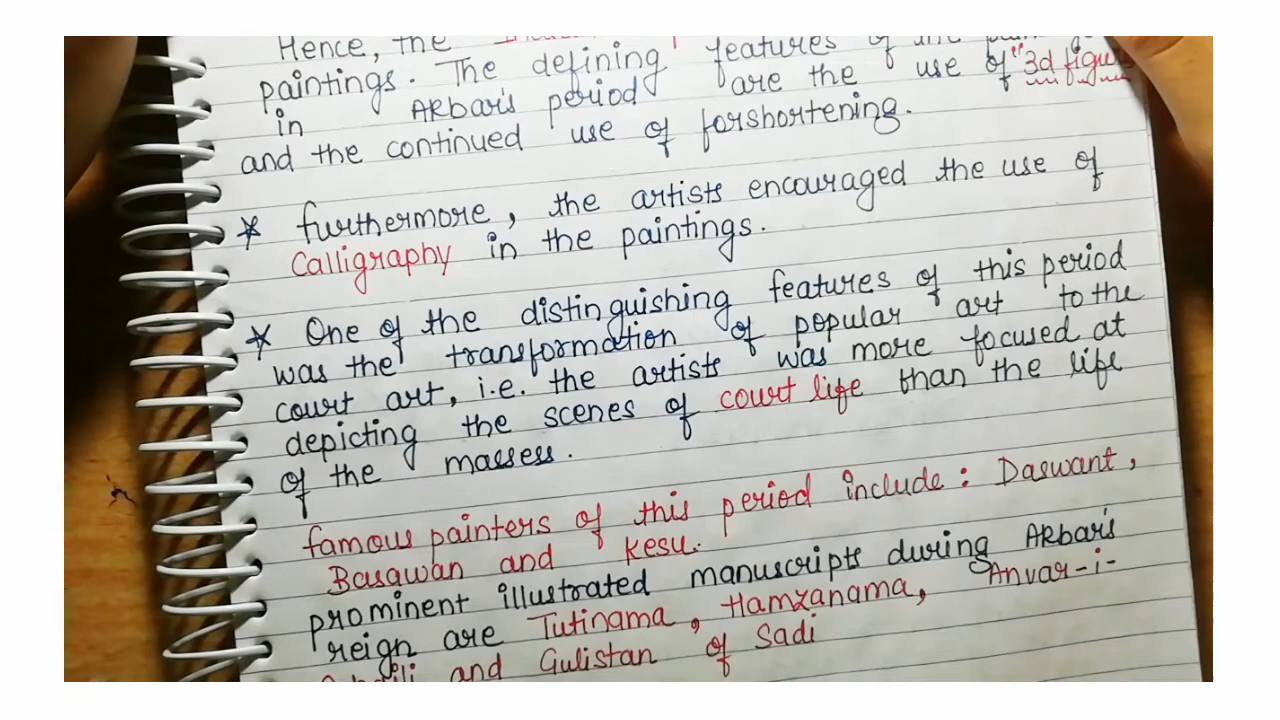 Hence, the
paintings. The defining features of the
in Akbar's period are the use of "3d figu
and the continued use of forshortening.
* furthermore, the artists encouraged the use of
Calligraphy in the paintings.
* One of the distinguishing features of this period
was the transformation of popular art to the
court art, i.e. the artists was more focused at
depicting the scenes of court life than the life
of the massess.
famous painters of this period include: Daswant,
Basawan and Kesu.
prominent illustrated manuscripts during Akbar's
reign are Tutinama, Hamzanama, Anvar-i-
and Gulistan of Sadi